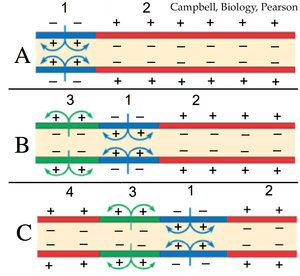 Campbell, Biology, Pearson
1 2
− − + + + + + +
+ + − − − − − −
A
+ + − − − − − −
− − + + + + + +
3 1 2
+ + − − + + + + +
− − + + − − − − −
B
− − + + − − − − −
+ + − − + + + + +
4 3 1 2
+ + + + − − + +
− − − − + + − −
C
− − − − + + − −
+ + + + − − + +